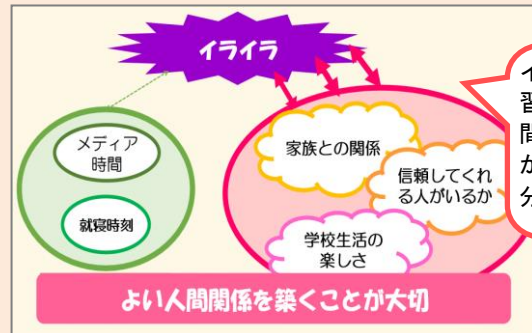 イライラ
メディア
時間
就寝時刻
家族との関係
信頼してくれ
る人がいるか
学校生活の
楽しさ
よい人間関係を築くことが大切
イ
習
間
が
分